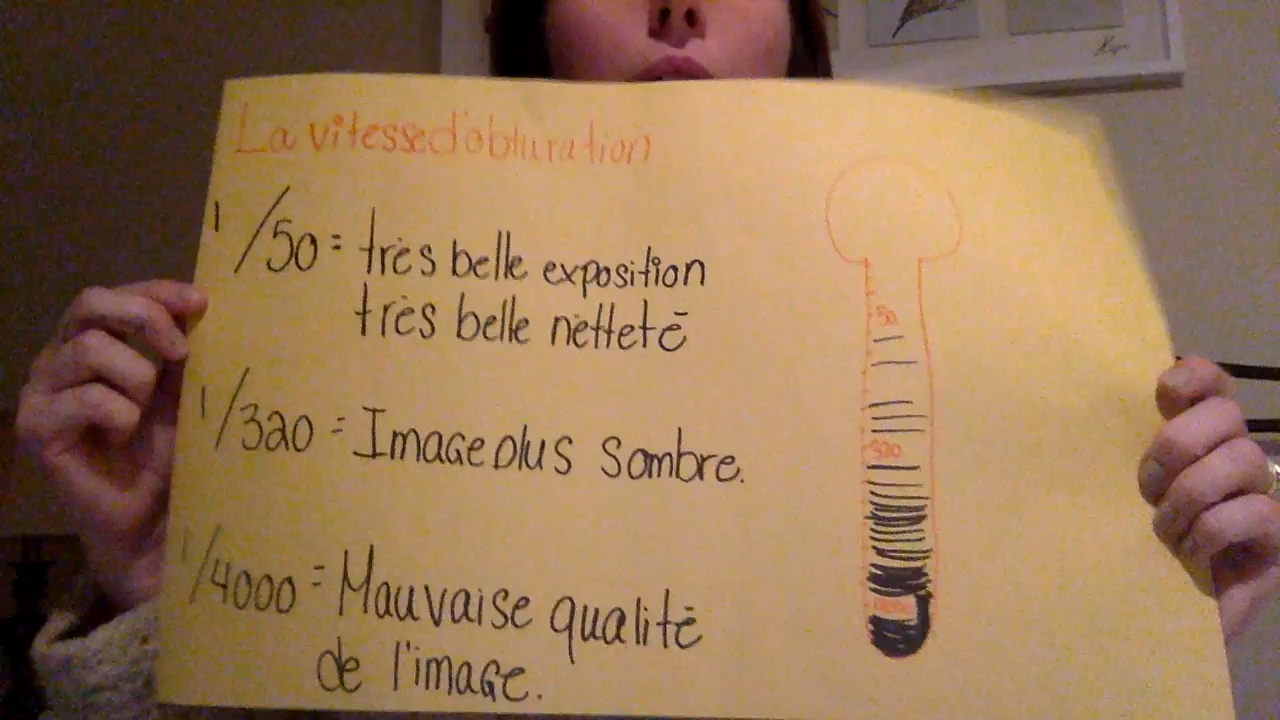 La vitesse d'obturation
1/50 = très belle exposition
très belle netteté
1/320 = Image plus sombre.
1/4000 = Mauvaise qualité
de l'image.
50
320